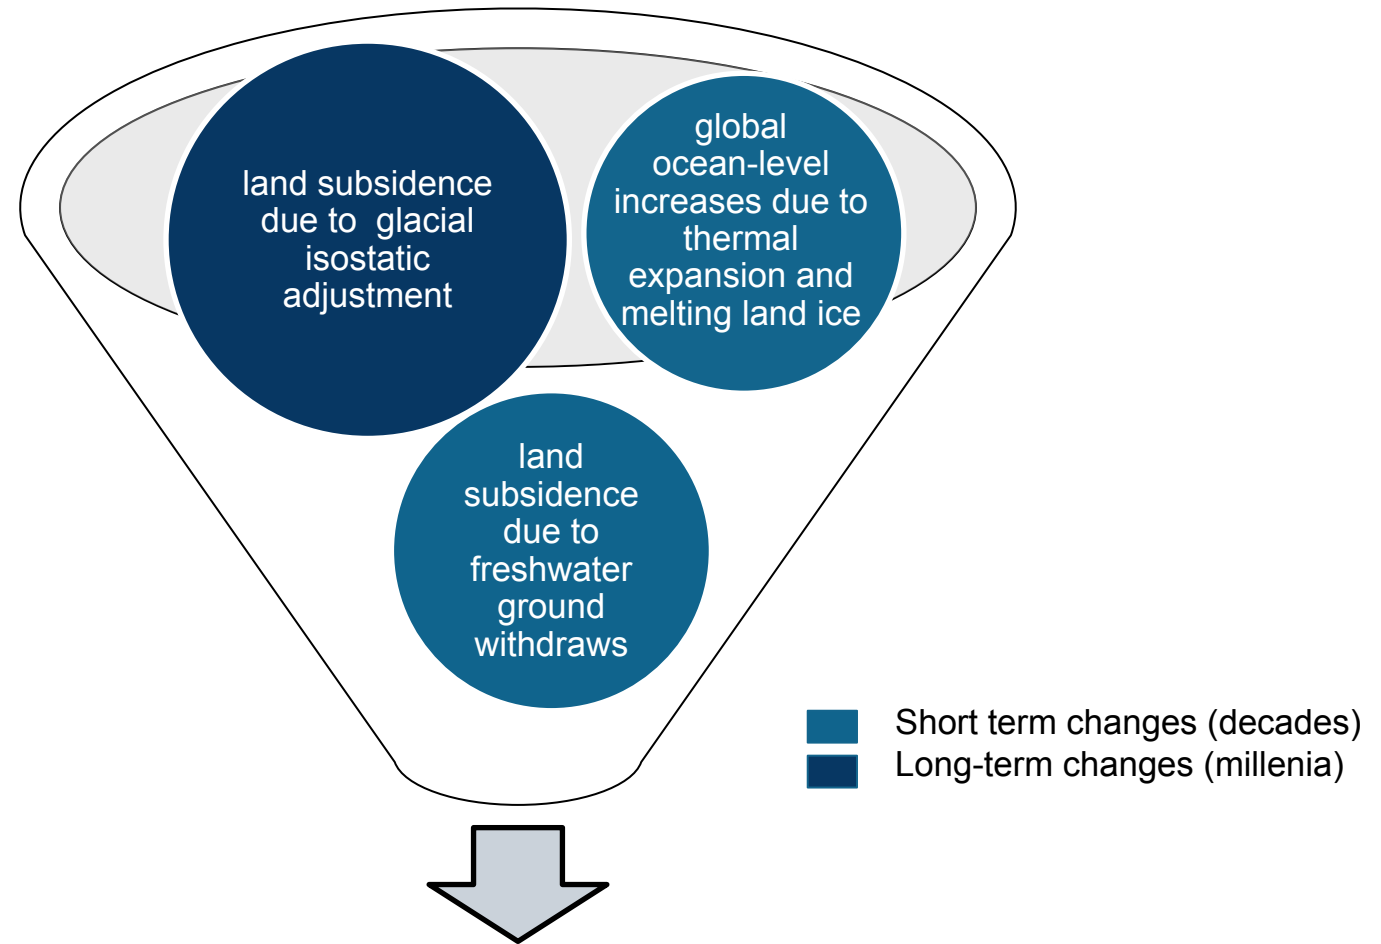 land subsidence
due to  glacial
isostatic
adjustment
global
ocean-level
increases due to
thermal
expansion and
melting land ice
land
subsidence
due to
freshwater
ground
withdraws
Short term changes (decades)
Long-term changes (millenia)